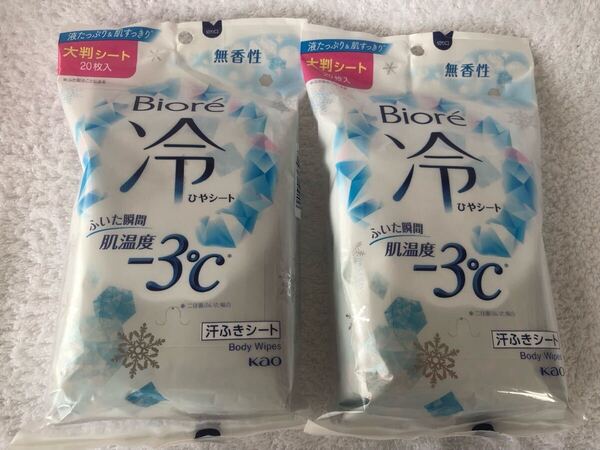 液たっぷり&肌すっきり
大判シート
20枚入
無香性
Bioré
冷
ひやシート
ふいた瞬間
肌温度
-3℃*
汗ふきシート
Body Wipes
Kao
液たっぷり&肌すっきり
大判シート
20枚入
無香性
Bioré
冷
ひやシート
ふいた瞬間
肌温度
-3℃*
汗ふきシート
Body Wipes
Kao